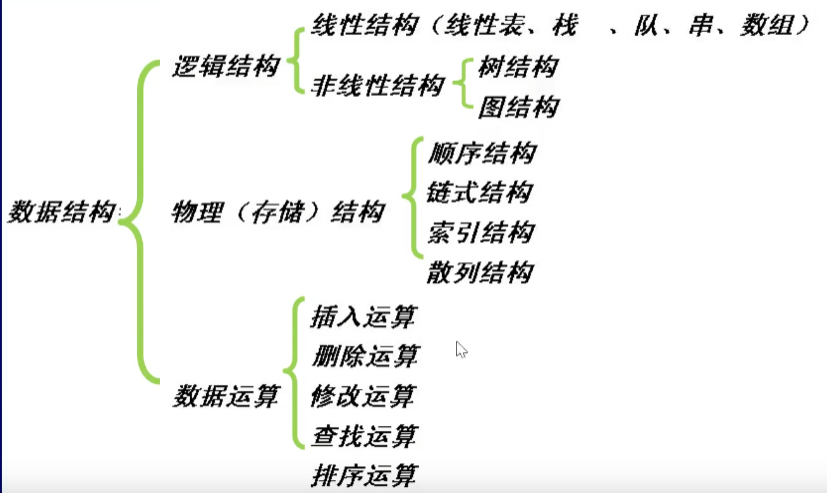 数据结构:
逻辑结构
线性结构（线性表、栈 、队、串、数组）
非线性结构
树结构
图结构
物理（存储）结构
顺序结构
链式结构
索引结构
散列结构
数据运算
插入运算
删除运算
修改运算
查找运算
排序运算